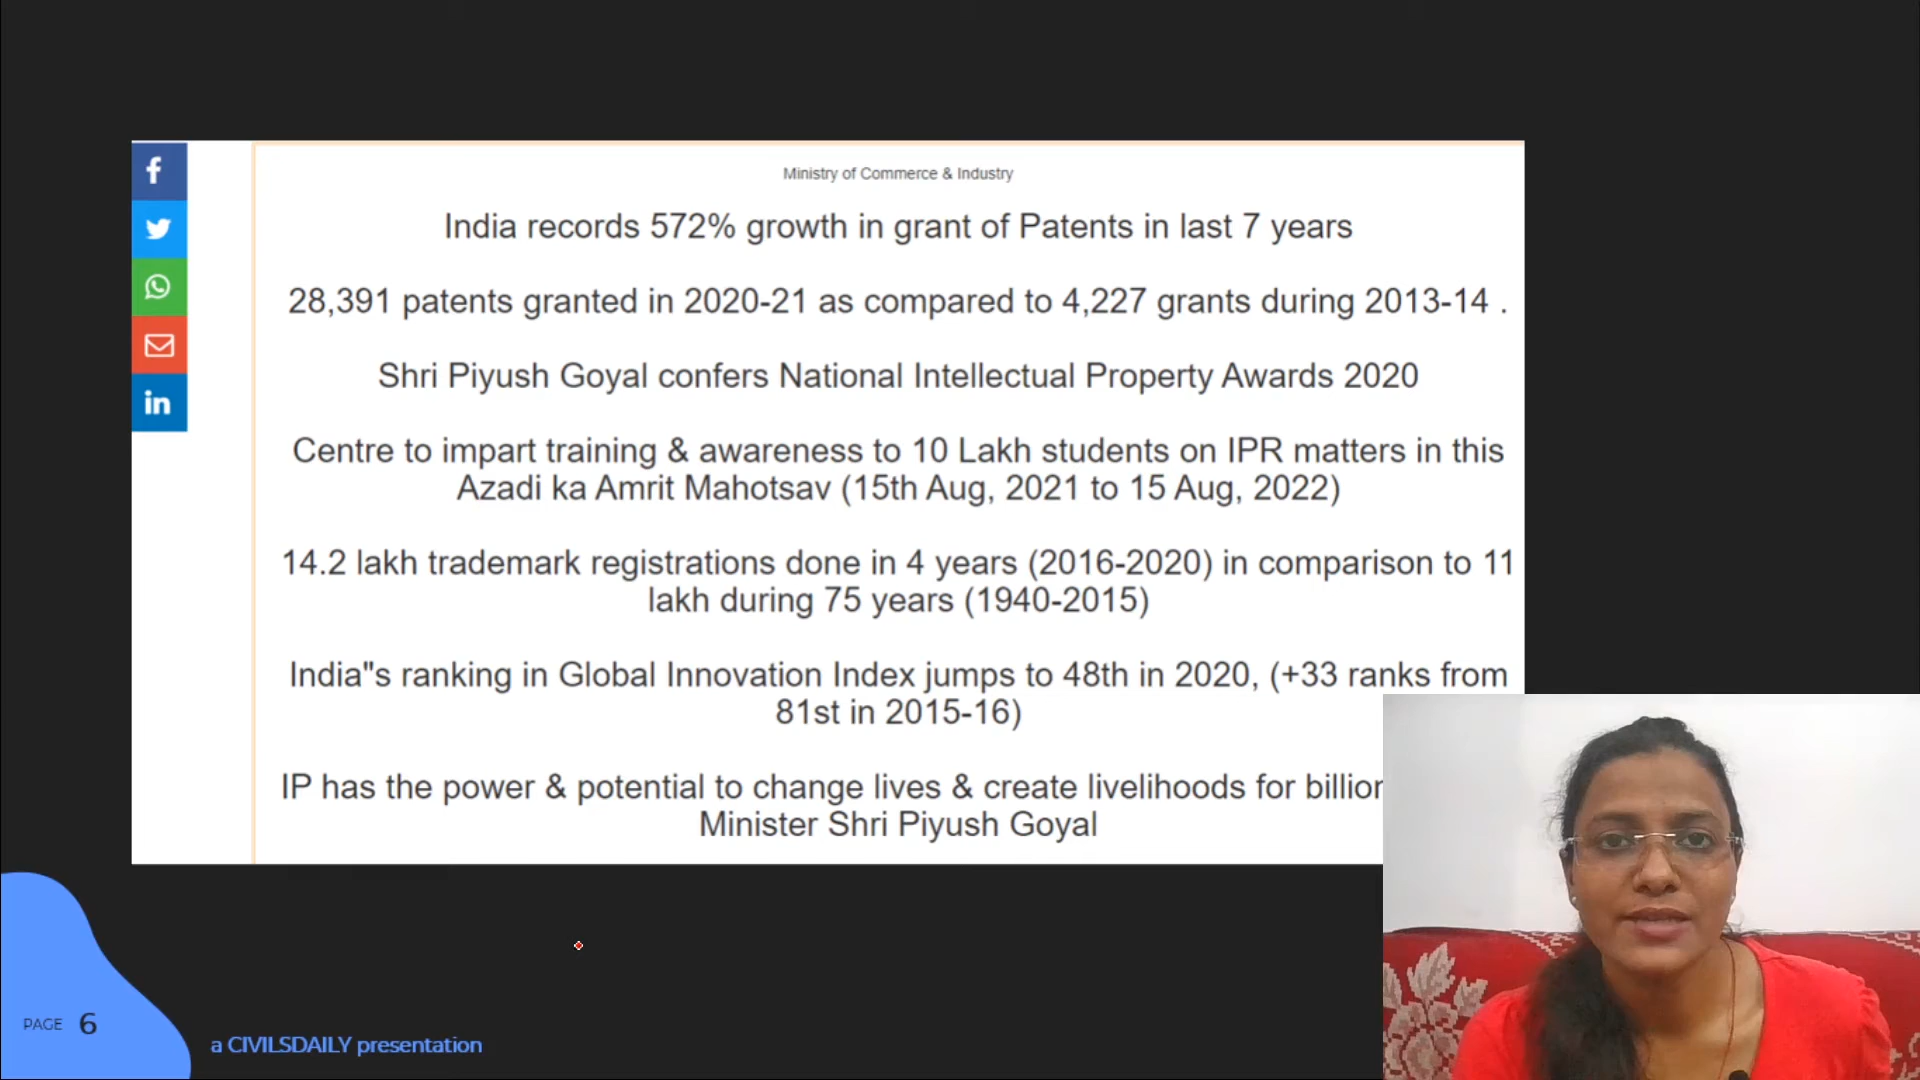 Ministry of Commerce & Industry
India records 572% growth in grant of Patents in last 7 years
28,391 patents granted in 2020-21 as compared to 4,227 grants during 2013-14 .
Shri Piyush Goyal confers National Intellectual Property Awards 2020
Centre to impart training & awareness to 10 Lakh students on IPR matters in this
Azadi ka Amrit Mahotsav (15th Aug, 2021 to 15 Aug, 2022)
14.2 lakh trademark registrations done in 4 years (2016-2020) in comparison to 11
lakh during 75 years (1940-2015)
India"s ranking in Global Innovation Index jumps to 48th in 2020, (+33 ranks from
81st in 2015-16)
IP has the power & potential to change lives & create livelihoods for
Minister Shri Piyush Goyal
f
in
PAGE 6
a CIVILSDAILY presentation